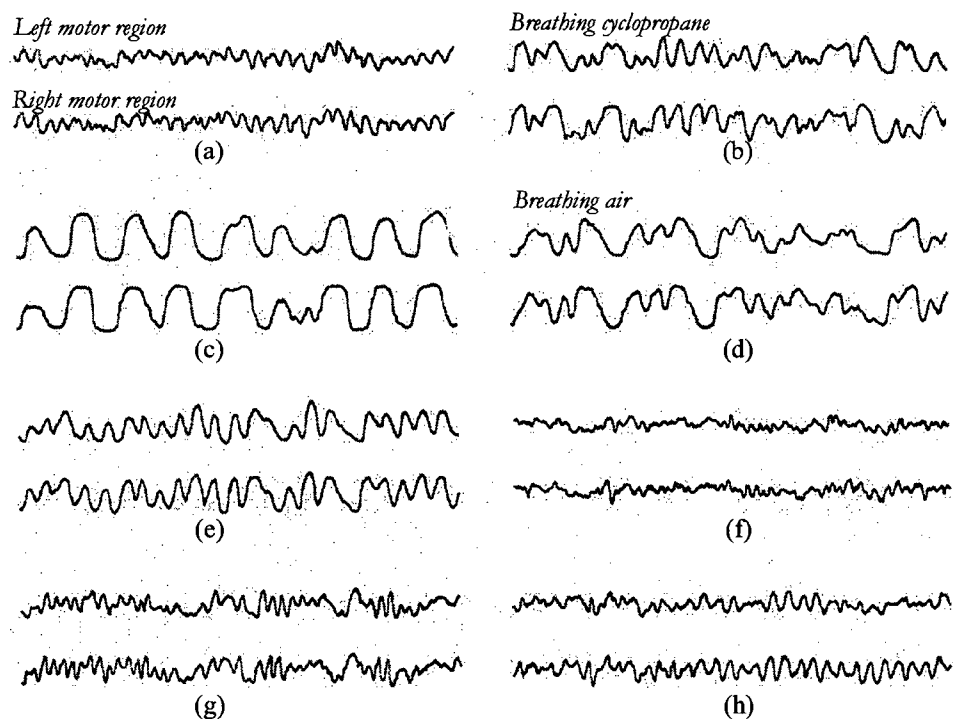 Left motor region
Breathing cyclopropane
Right motor region
(a)
(b)
Breathing air
(c)
(d)
(e)
(f)
(g)
(h)